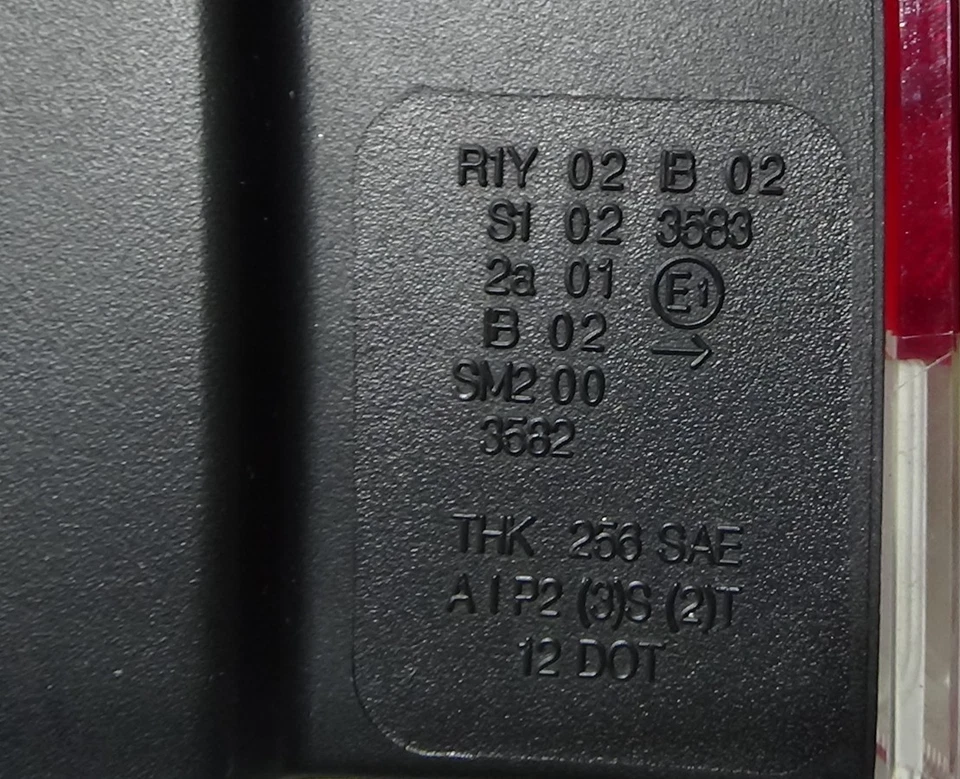 R1Y 02 IB 02
S1 02 3583
2a 01 E1
IB 02 →
SM2 00
3582
THK 256 SAE
A I P2 (3)S (2)T
12 DOT